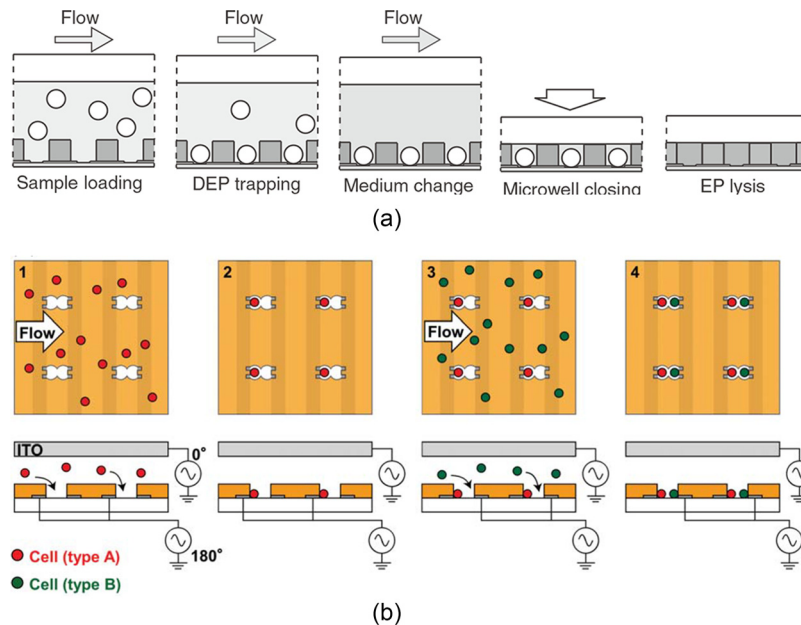 Flow
Flow
Flow
Sample loading
DEP trapping
Medium change
Microwell closing
EP lysis
(a)
1
2
3
4
Flow
Flow
ITO
0°
180°
Cell (type A)
Cell (type B)
(b)